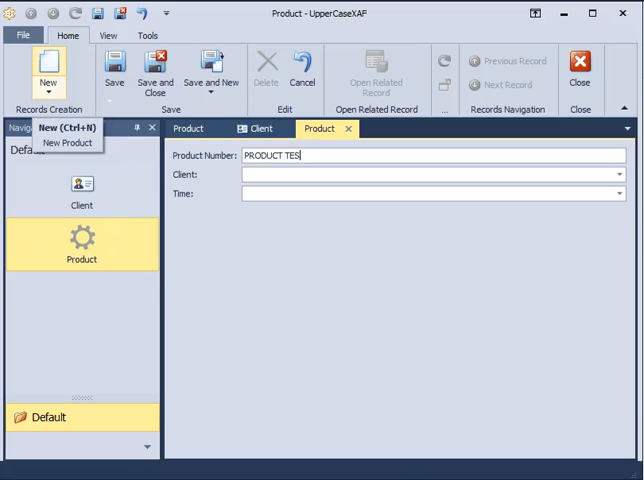 Product - UpperCaseXAF
File Home View Tools
New Save Save and Close Save and New Delete Cancel Open Related Record Previous Record Next Record Close
Records Creation Save Edit Open Related Record ... Records Navigation Close
New (Ctrl+N)
New Product
Product Client Product
Product Number: PRODUCT TES
Client:
Time:
Client
Product
Default